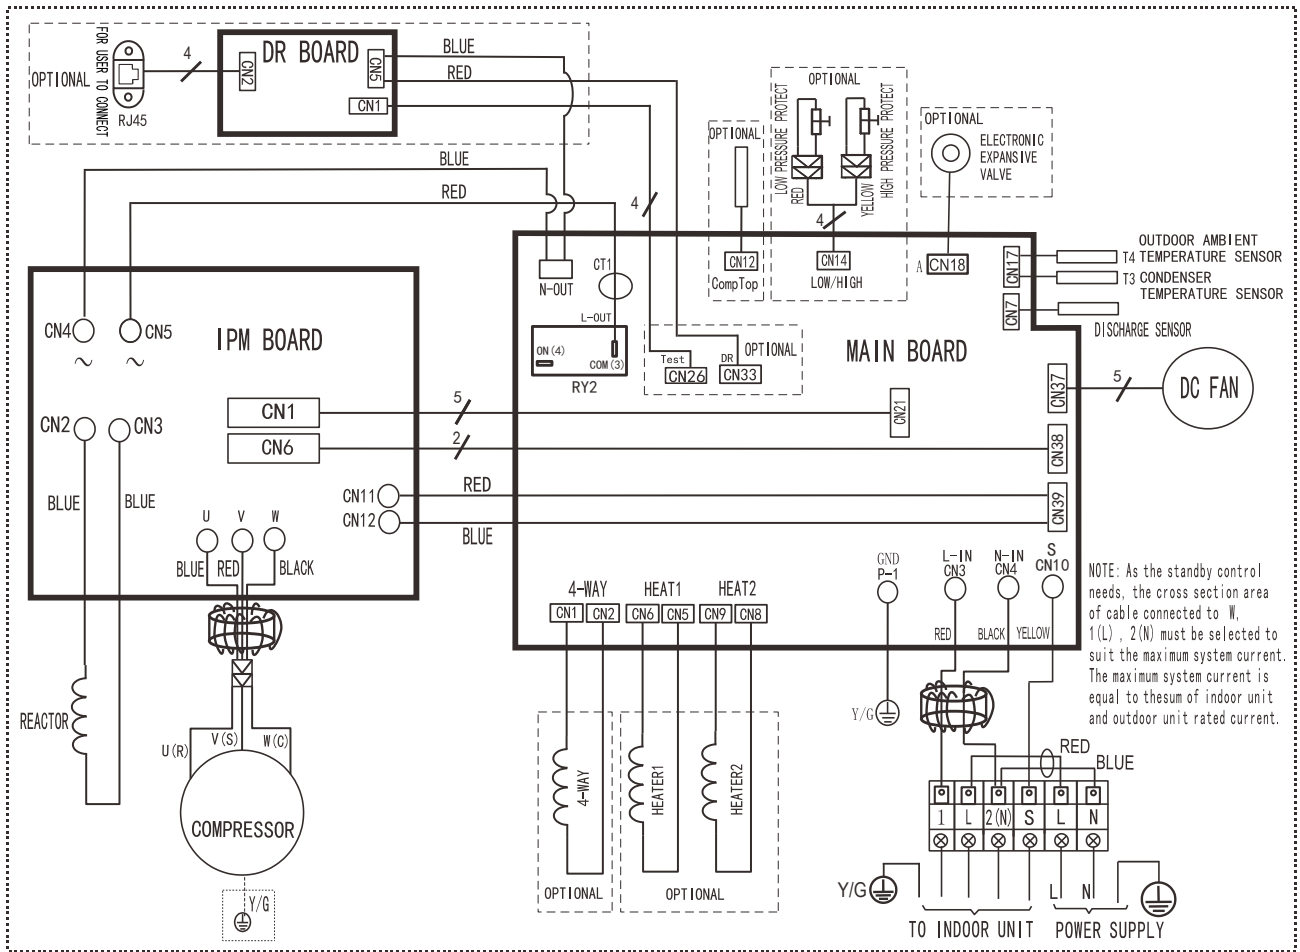 OPTIONAL
FOR USER TO CONNECT
RJ45
4
DR BOARD
CN2
CN5
CN1
BLUE
RED
BLUE
RED
4
OPTIONAL
CN12
CompTop
OPTIONAL
LOW PRESSURE PROTECT
HIGH PRESSURE PROTECT
RED
YELLOW
4
CN14
LOW/HIGH
OPTIONAL
ELECTRONIC
EXPANSIVE
VALVE
A
CN18
CN17
T4
OUTDOOR AMBIENT
TEMPERATURE SENSOR
T3
CONDENSER
TEMPERATURE SENSOR
CN7
DISCHARGE SENSOR
N-OUT
CT1
L-OUT
ON(4)
COM(3)
RY2
Test
CN26
DR
CN33
OPTIONAL
MAIN BOARD
CN21
CN37
5
DC FAN
CN38
CN39
IPM BOARD
CN4
CN5
~
~
CN2
CN3
CN1
5
CN6
2
BLUE
BLUE
CN11
RED
CN12
BLUE
U
V
W
BLUE
RED
BLACK
REACTOR
U(R)
V(S)
W(C)
COMPRESSOR
Y/G
4-WAY
HEAT1
HEAT2
CN1
CN2
CN6
CN5
CN9
CN8
4-WAY
HEATER1
HEATER2
OPTIONAL
OPTIONAL
GND
P-1
L-IN
CN3
N-IN
CN4
S
CN10
RED
BLACK
YELLOW
Y/G
NOTE: As the standby control
needs, the cross section area
of cable connected to W,
1(L) , 2(N) must be selected to
suit the maximum system current.
The maximum system current is
equal to thesum of indoor unit
and outdoor unit rated current.
RED
BLUE
1
L
2(N)
S
L
N
Y/G
L
N
TO INDOOR UNIT
POWER SUPPLY